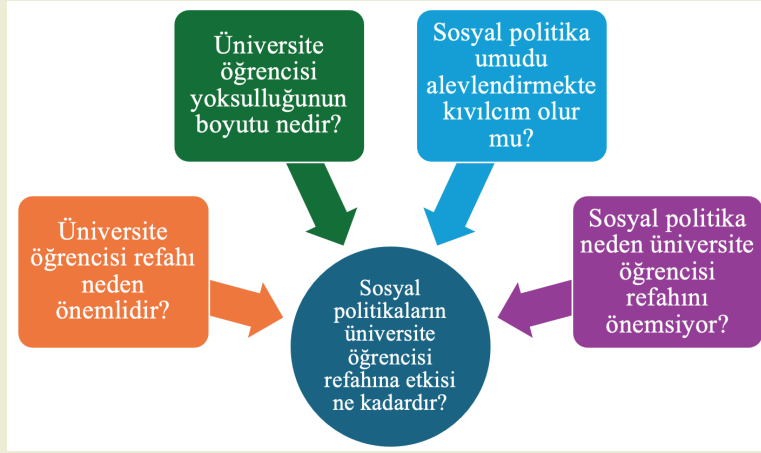 Üniversite
öğrencisi refahı
neden
önemlidir?
Üniversite
öğrencisi
yoksulluğunun
boyutu nedir?
Sosyal politika
umudu
alevlendirmekte
kıvılcım olur
mu?
Sosyal politika
neden üniversite
öğrencisi
refahını
önemsiyor?
Sosyal
politikaların
üniversite
öğrencisi
refahına etkisi
ne kadardır?